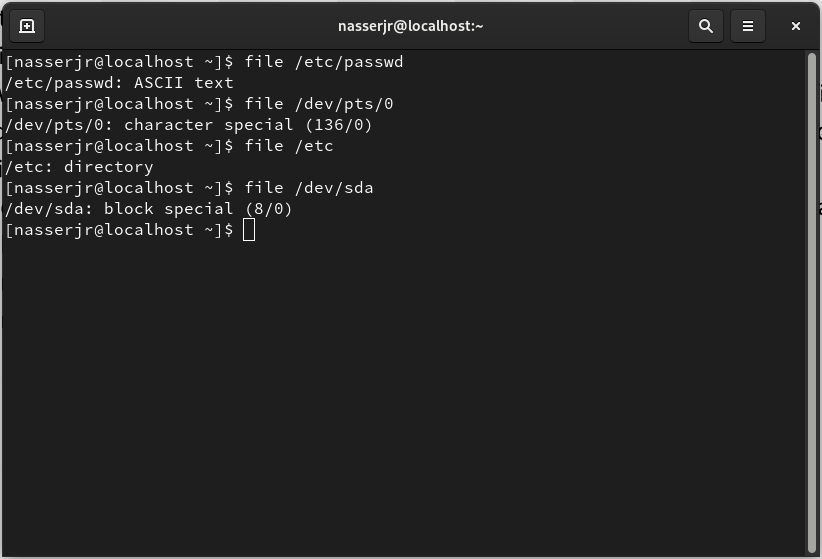 nasserjr@localhost:~
[nasserjr@localhost ~]$ file /etc/passwd
/etc/passwd: ASCII text
[nasserjr@localhost ~]$ file /dev/pts/0
/dev/pts/0: character special (136/0)
[nasserjr@localhost ~]$ file /etc
/etc: directory
[nasserjr@localhost ~]$ file /dev/sda
/dev/sda: block special (8/0)
[nasserjr@localhost ~]$